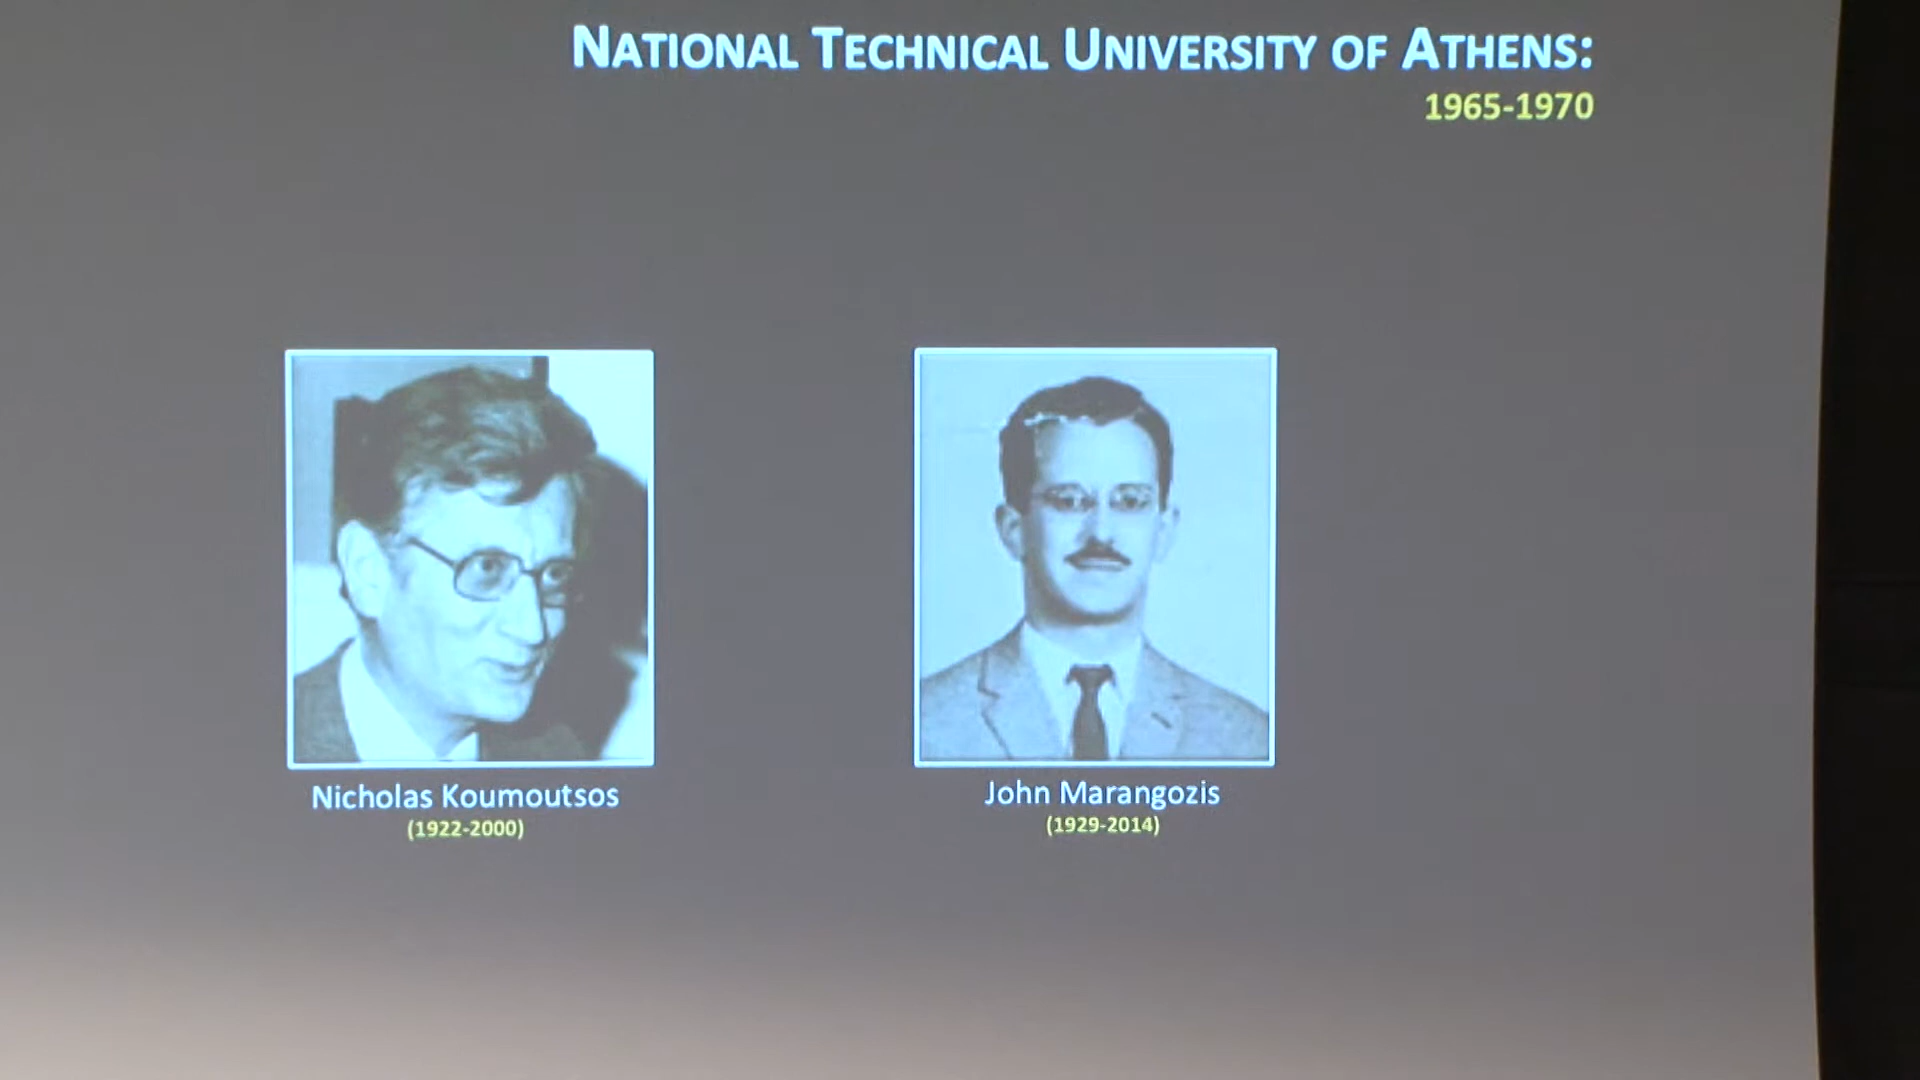 NATIONAL TECHNICAL UNIVERSITY OF ATHENS:
1965-1970
Nicholas Koumoutsos
(1922-2000)
John Marangozis
(1929-2014)